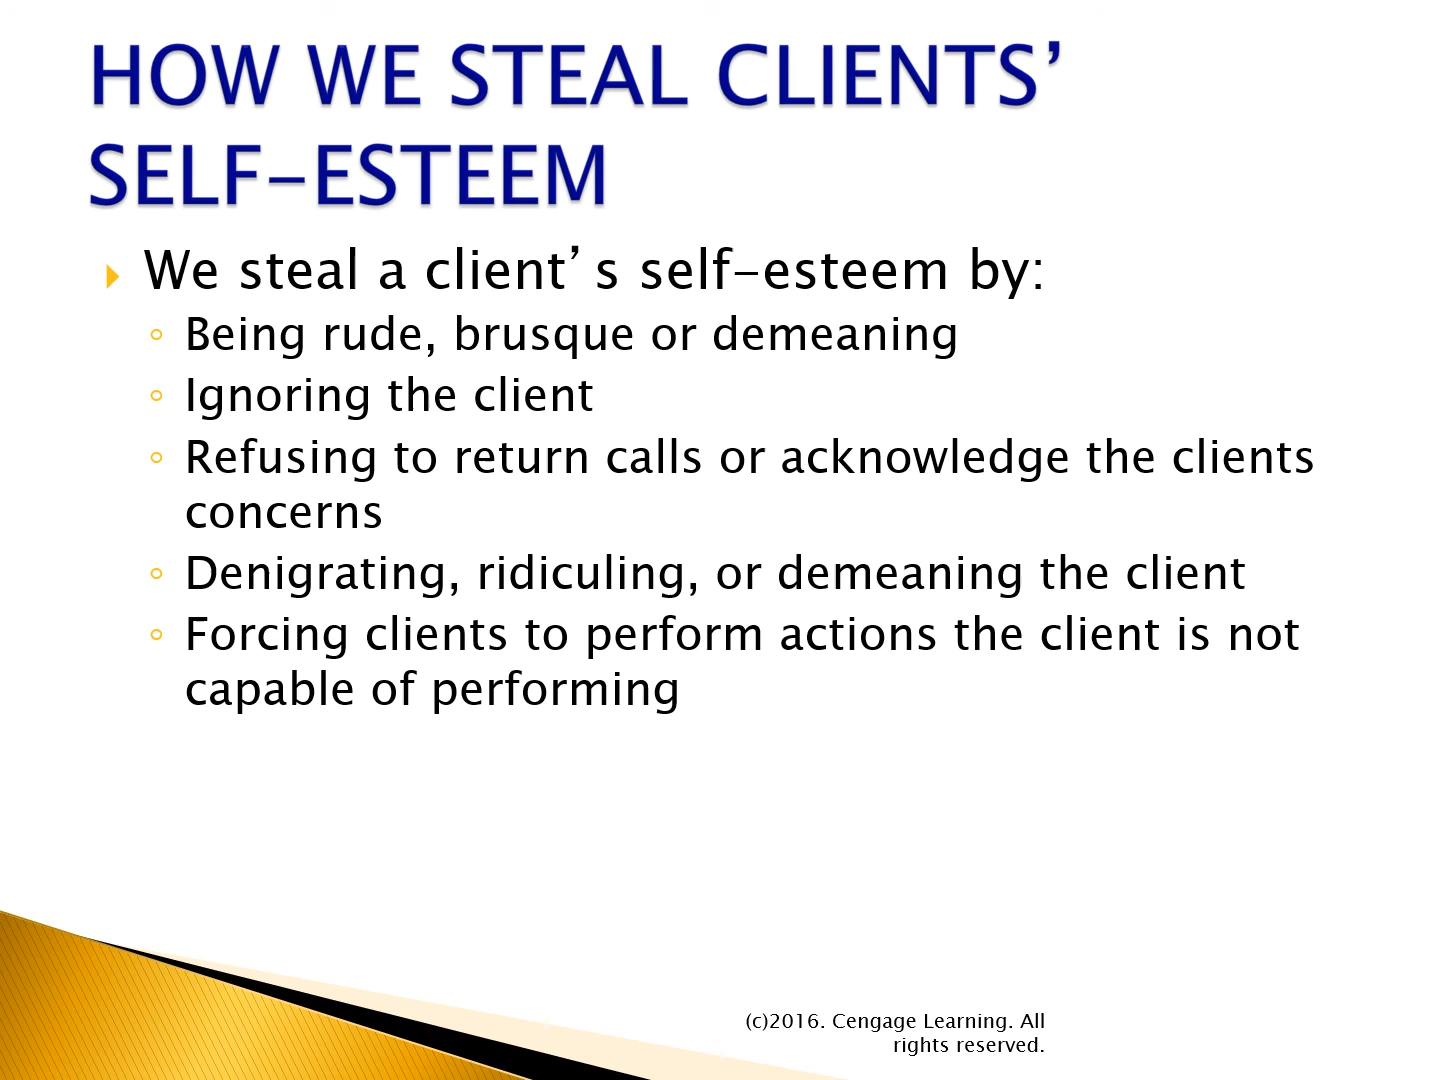 HOW WE STEAL CLIENTS’
SELF-ESTEEM
We steal a client’s self-esteem by:
Being rude, brusque or demeaning
Ignoring the client
Refusing to return calls or acknowledge the clients
concerns
Denigrating, ridiculing, or demeaning the client
Forcing clients to perform actions the client is not
capable of performing
(c)2016. Cengage Learning. All
rights reserved.